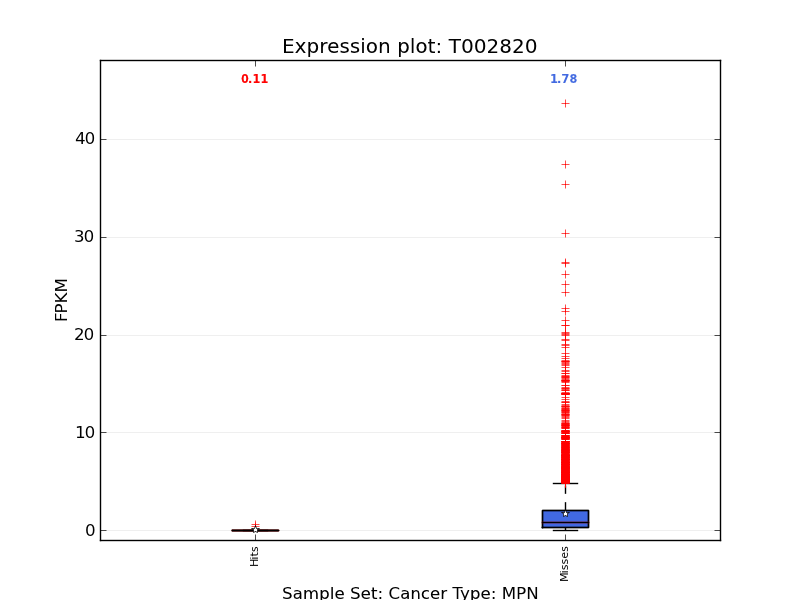 Expression plot: T002820
0.11
1.78
40
30
20
10
0
FPKM
Hits
Misses
Sample Set: Cancer Type: MPN